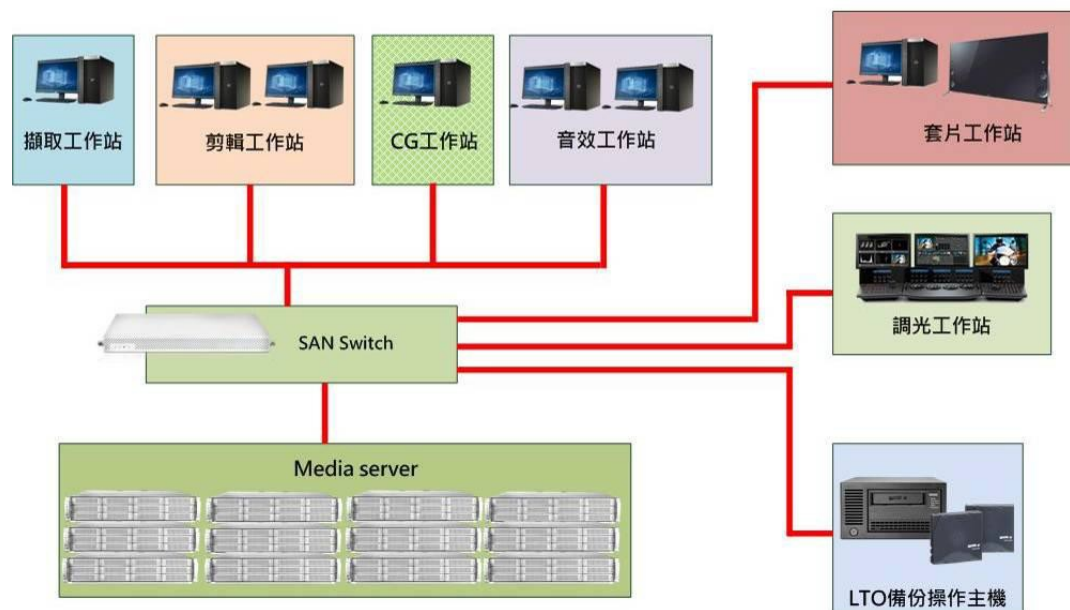 擷取工作站
剪輯工作站
CG工作站
音效工作站
套片工作站
SAN Switch
調光工作站
Media server
LTO備份操作主機